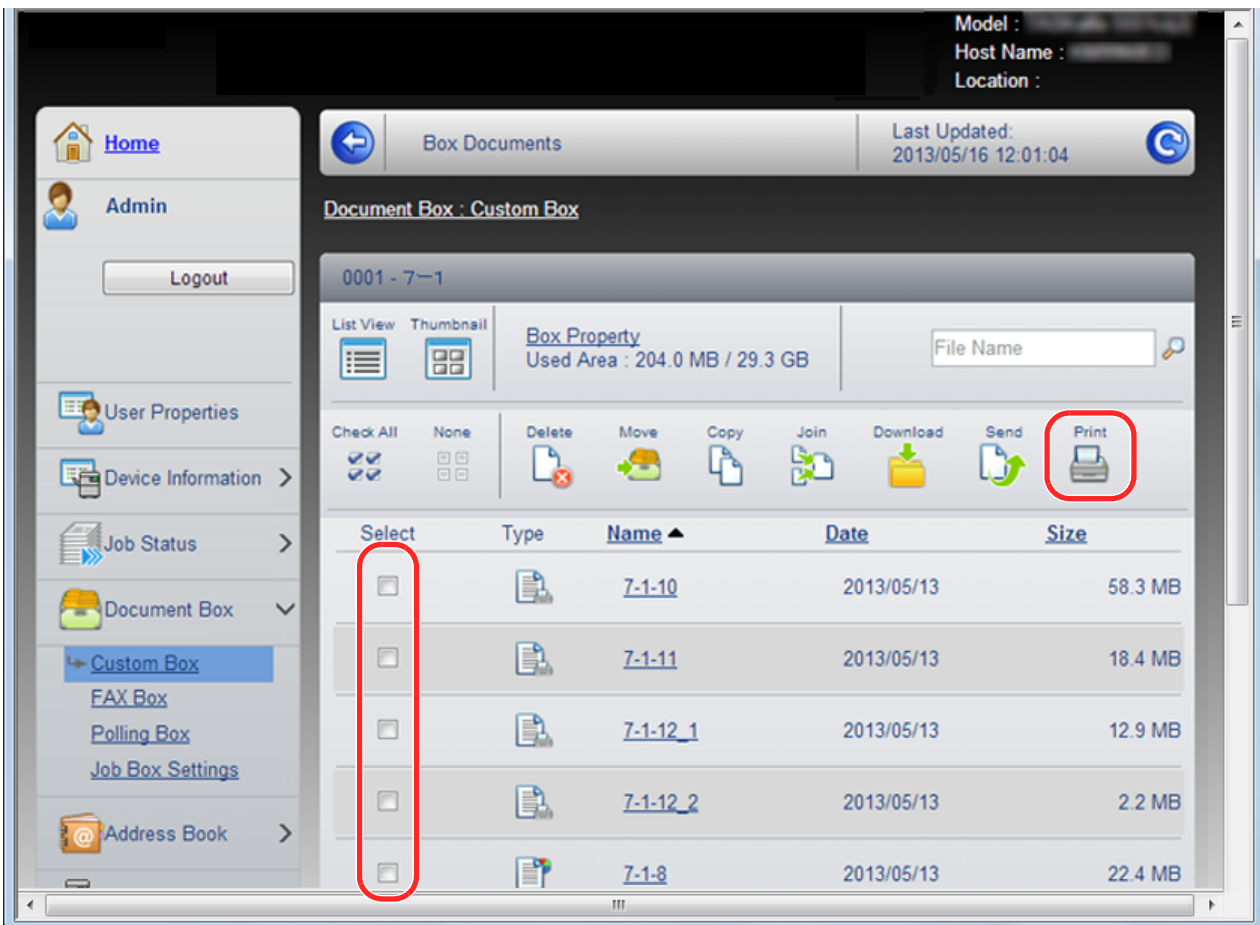 Model :
Host Name :
Location :
Home
Admin
Logout
User Properties
Device Information
Job Status
Document Box
Custom Box
FAX Box
Polling Box
Job Box Settings
Address Book
Box Documents
Last Updated:
2013/05/16 12:01:04
Document Box : Custom Box
0001 - 7ー1
List View Thumbnail
Box Property
Used Area : 204.0 MB / 29.3 GB
File Name
Check All None Delete Move Copy Join Download Send Print
Select Type Name Date Size
7-1-10 2013/05/13 58.3 MB
7-1-11 2013/05/13 18.4 MB
7-1-12_1 2013/05/13 12.9 MB
7-1-12_2 2013/05/13 2.2 MB
7-1-8 2013/05/13 22.4 MB